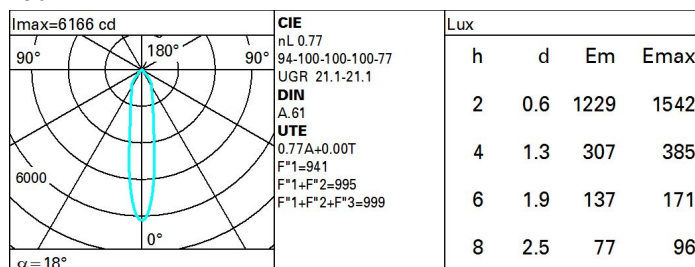 Imax=6166 cd
90° 180° 90°
6000
0°
α=18°
CIE
nL 0.77
94-100-100-100-77
UGR 21.1-21.1
DIN
A.61
UTE
0.77A+0.00T
F"1=941
F"1+F"2=995
F"1+F"2+F"3=999
Lux
h d Em Emax
2 0.6 1229 1542
4 1.3 307 385
6 1.9 137 171
8 2.5 77 96